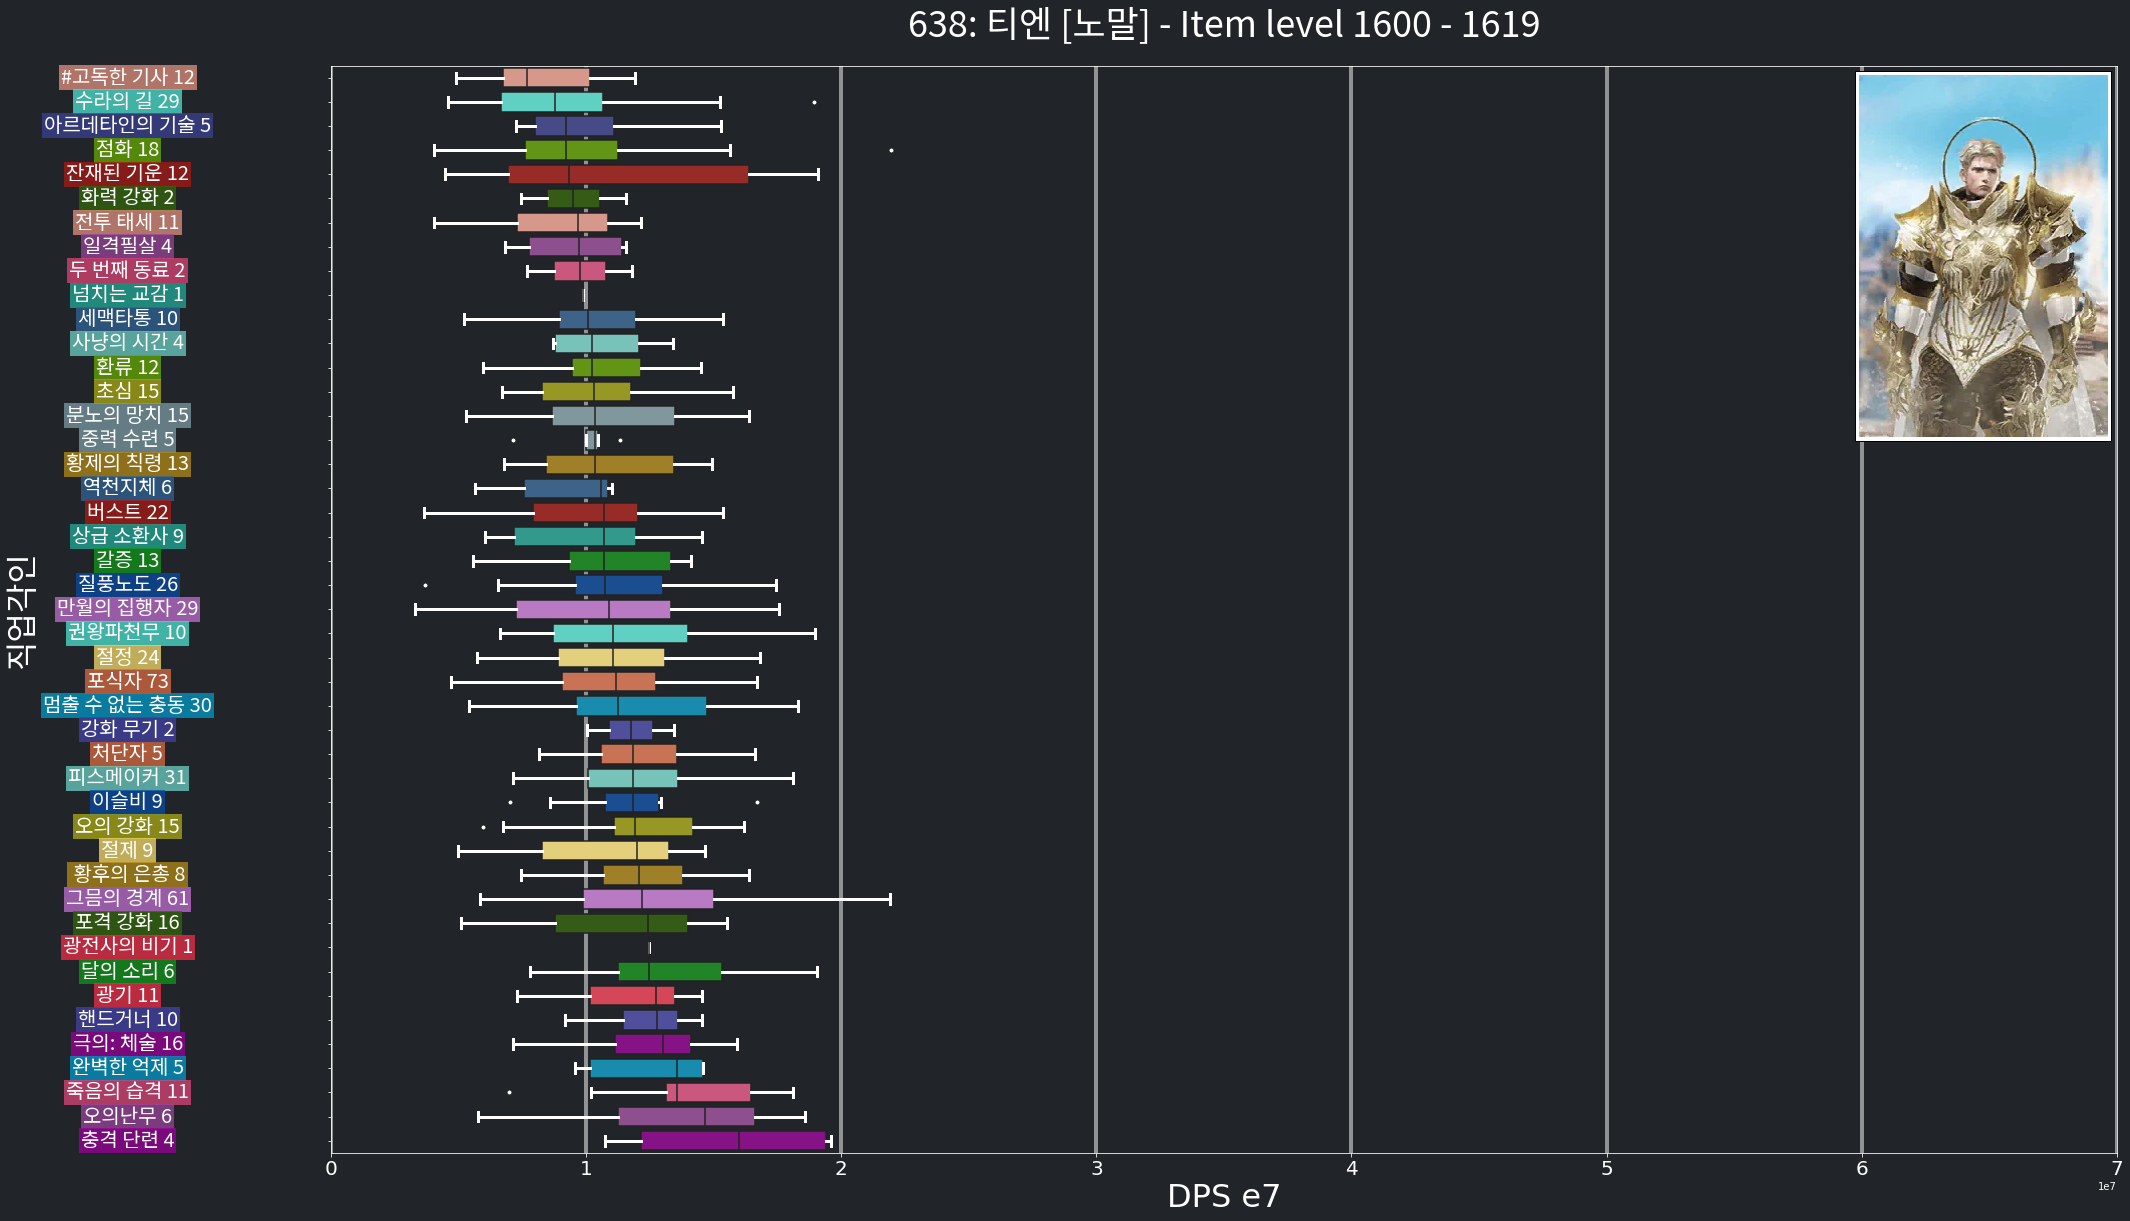 638: 티엔 [노말] - Item level 1600 - 1619
#고독한 기사 12
수라의 길 29
아르데타인의 기술 5
점화 18
잔재된 기운 12
화력 강화 2
전투 태세 11
일격필살 4
두 번째 동료 2
넘치는 교감 1
세맥타통 10
사냥의 시간 4
환류 12
초심 15
분노의 망치 15
중력 수련 5
황제의 칙령 13
역천지체 6
버스트 22
상급 소환사 9
갈증 13
질풍노도 26
만월의 집행자 29
권왕파천무 10
절정 24
포식자 73
멈출 수 없는 충동 30
강화 무기 2
처단자 5
피스메이커 31
이슬비 9
오의 강화 15
절제 9
황후의 은총 8
그믐의 경계 61
포격 강화 16
광전사의 비기 1
달의 소리 6
광기 11
핸드거너 10
극의: 체술 16
완벽한 억제 5
죽음의 습격 11
오의난무 6
충격 단련 4
직업각인
0 1 2 3 4 5 6 7
1e7
DPS e7